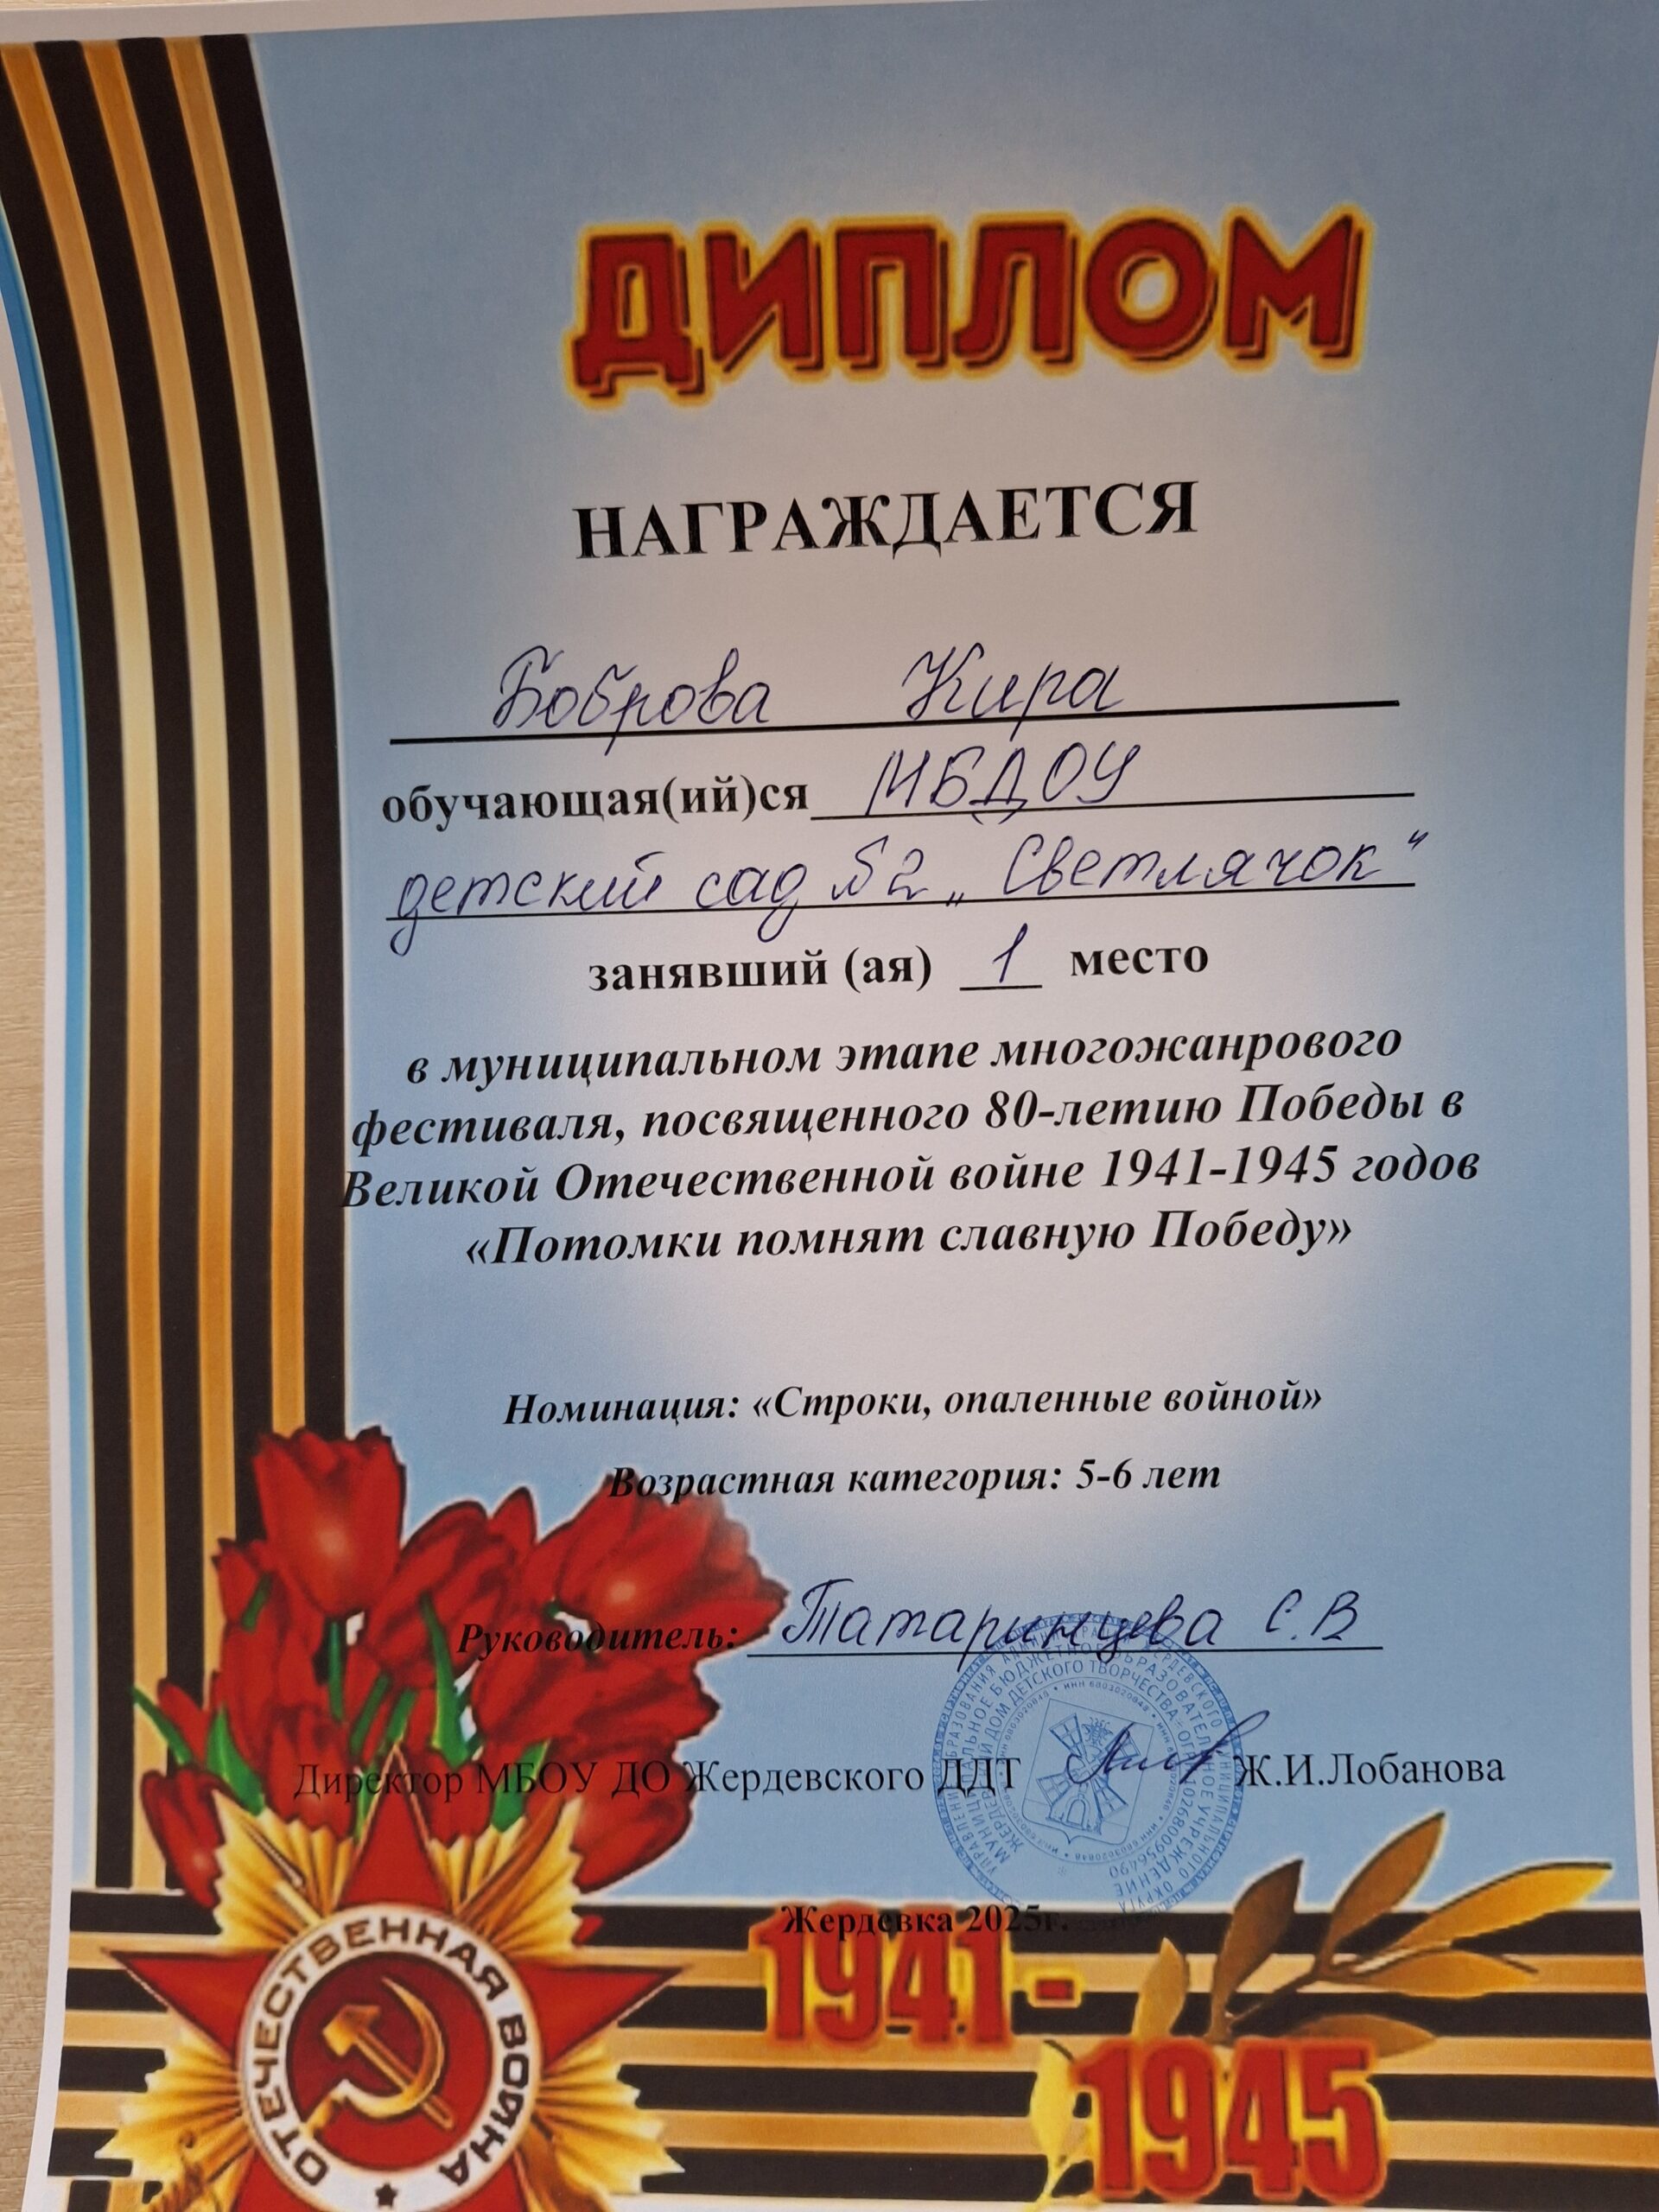 ДИПЛОМ
НАГРАЖДАЕТСЯ
Боброва Кира
обучающая(ий)ся МБДОУ
детский сад №2 „Светлячок“
занявший (ая) 1 место
в муниципальном этапе многожанрового
фестиваля, посвященного 80-летию Победы в
Великой Отечественной войне 1941-1945 годов
«Потомки помнят славную Победу»
Номинация: «Строки, опаленные войной»
Возрастная категория: 5-6 лет
Руководитель: Татаринцева С.В
Директор МБОУ ДО Жердевского ДДТ Ж.И.Лобанова
Жердевка 2025г.
1941-
1945
ОТЕЧЕСТВЕННАЯ ВОЙНА